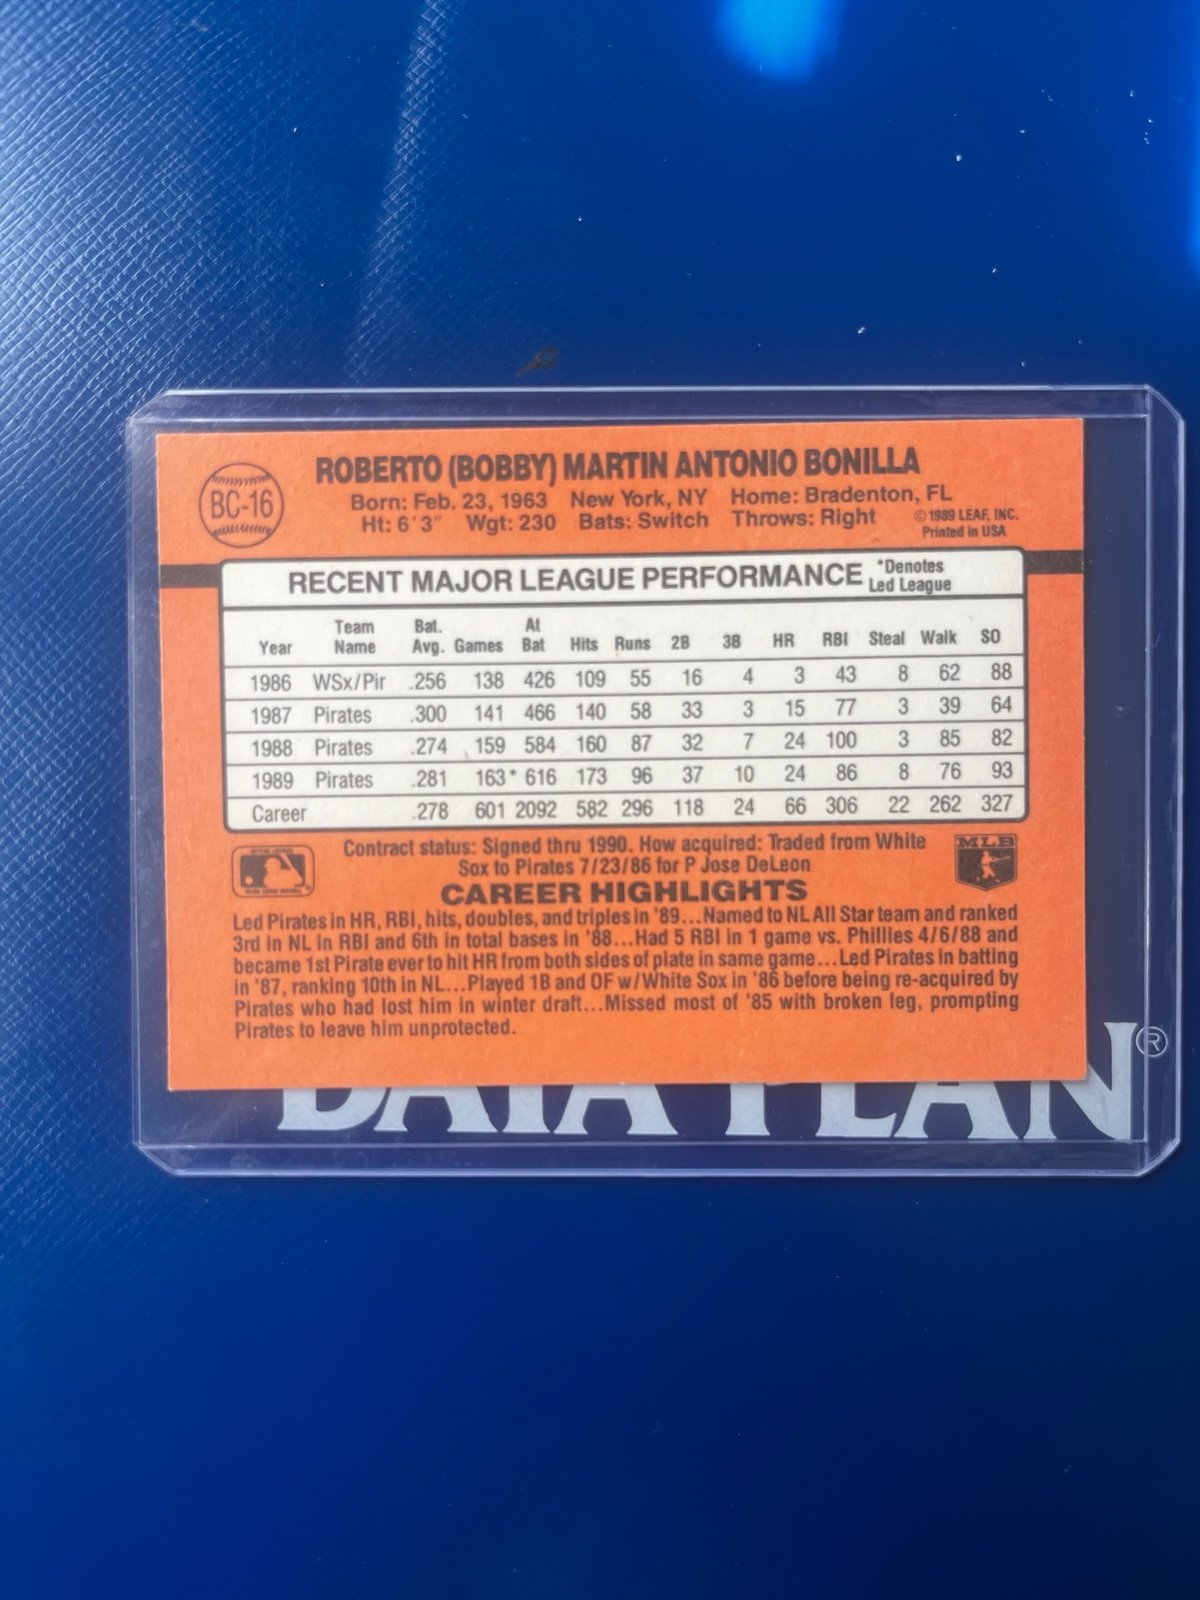 BC-16
ROBERTO (BOBBY) MARTIN ANTONIO BONILLA
Born: Feb. 23, 1963 New York, NY Home: Bradenton, FL
Ht: 6'3" Wgt: 230 Bats: Switch Throws: Right
© 1989 LEAF, INC.
Printed in USA
RECENT MAJOR LEAGUE PERFORMANCE
*Denotes
Led League
Year Team Name Bat. Avg. Games At Bat Hits Runs 2B 3B HR RBI Steal Walk SO
1986 WSx/Pir .256 138 426 109 55 16 4 3 43 8 62 88
1987 Pirates .300 141 466 140 58 33 3 15 77 3 39 64
1988 Pirates .274 159 584 160 87 32 7 24 100 3 85 82
1989 Pirates .281 163* 616 173 96 37 10 24 86 8 76 93
Career .278 601 2092 582 296 118 24 66 306 22 262 327
Contract status: Signed thru 1990. How acquired: Traded from White
Sox to Pirates 7/23/86 for P Jose DeLeon
MLB
CAREER HIGHLIGHTS
Led Pirates in HR, RBI, hits, doubles, and triples in '89...Named to NL All Star team and ranked
3rd in NL in RBI and 6th in total bases in '88...Had 5 RBI in 1 game vs. Phillies 4/6/88 and
became 1st Pirate ever to hit HR from both sides of plate in same game...Led Pirates in batting
in '87, ranking 10th in NL...Played 1B and OF w/White Sox in '86 before being re-acquired by
Pirates who had lost him in winter draft...Missed most of '85 with broken leg, prompting
Pirates to leave him unprotected.
DATA PLAN®